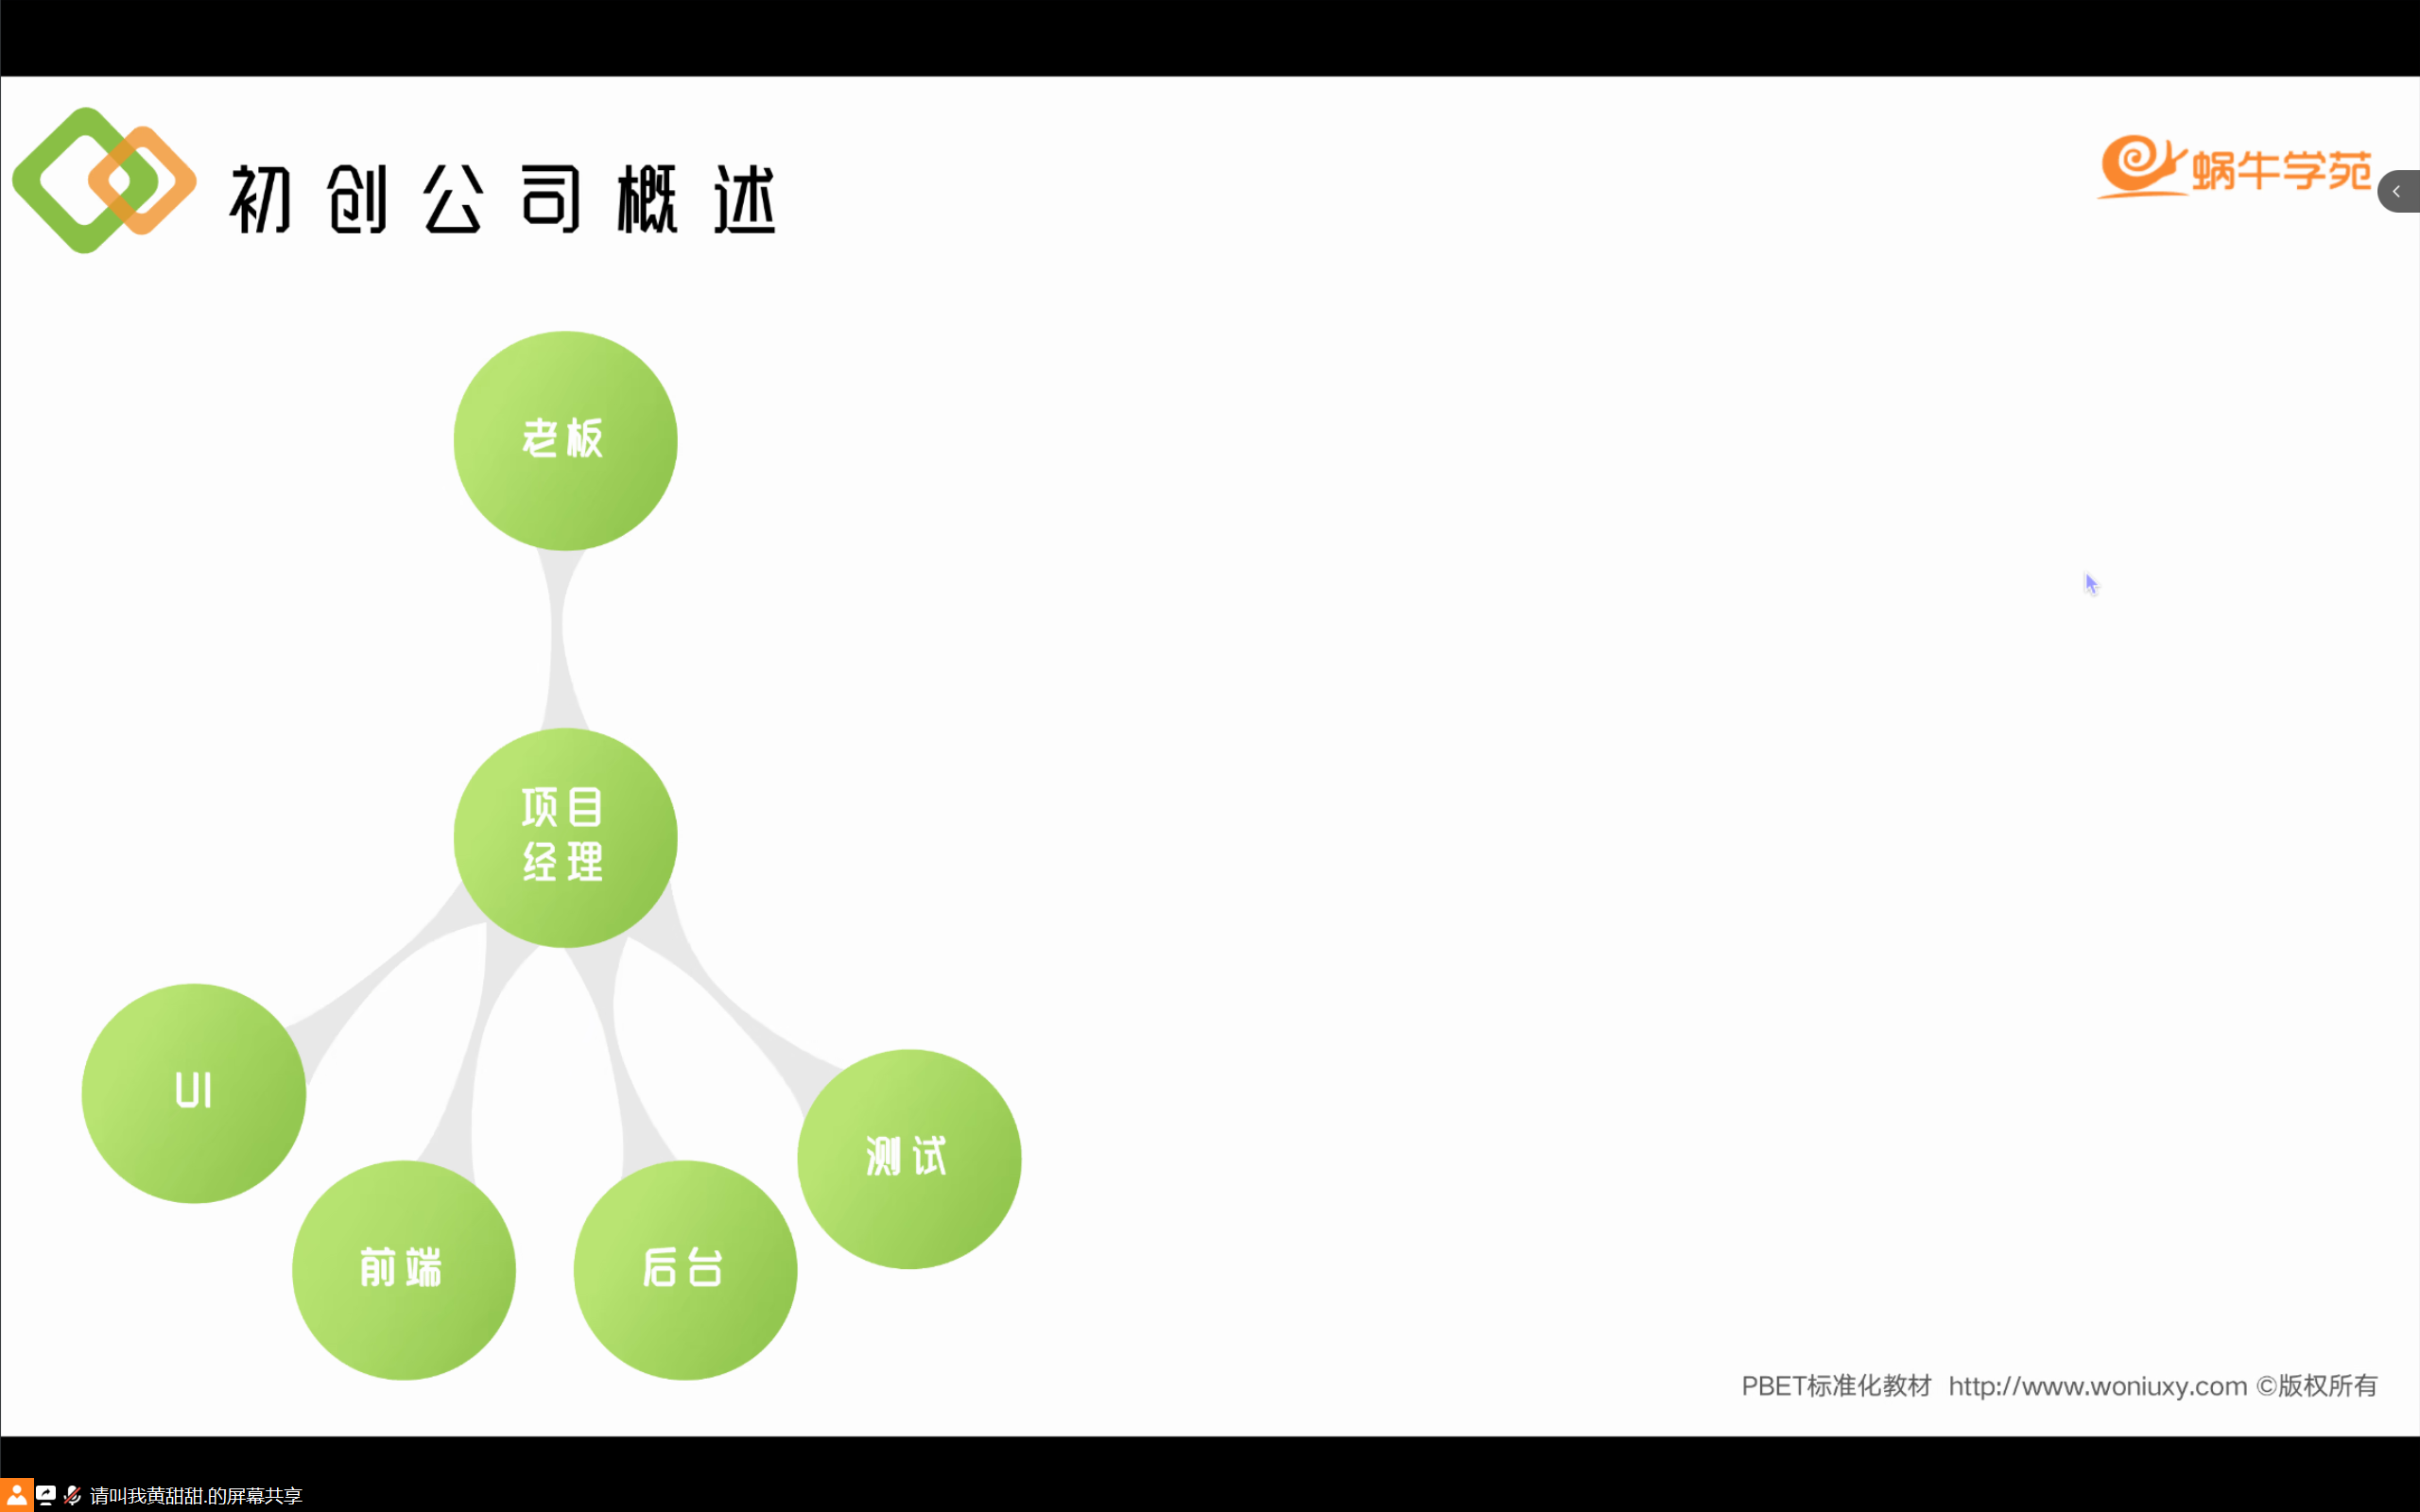 初创公司概述
蜗牛学苑
老板
项目
经理
UI
测试
前端
后台
PBET标准化教材 http://www.woniuxy.com ©版权所有
请叫我黄甜甜.的屏幕共享